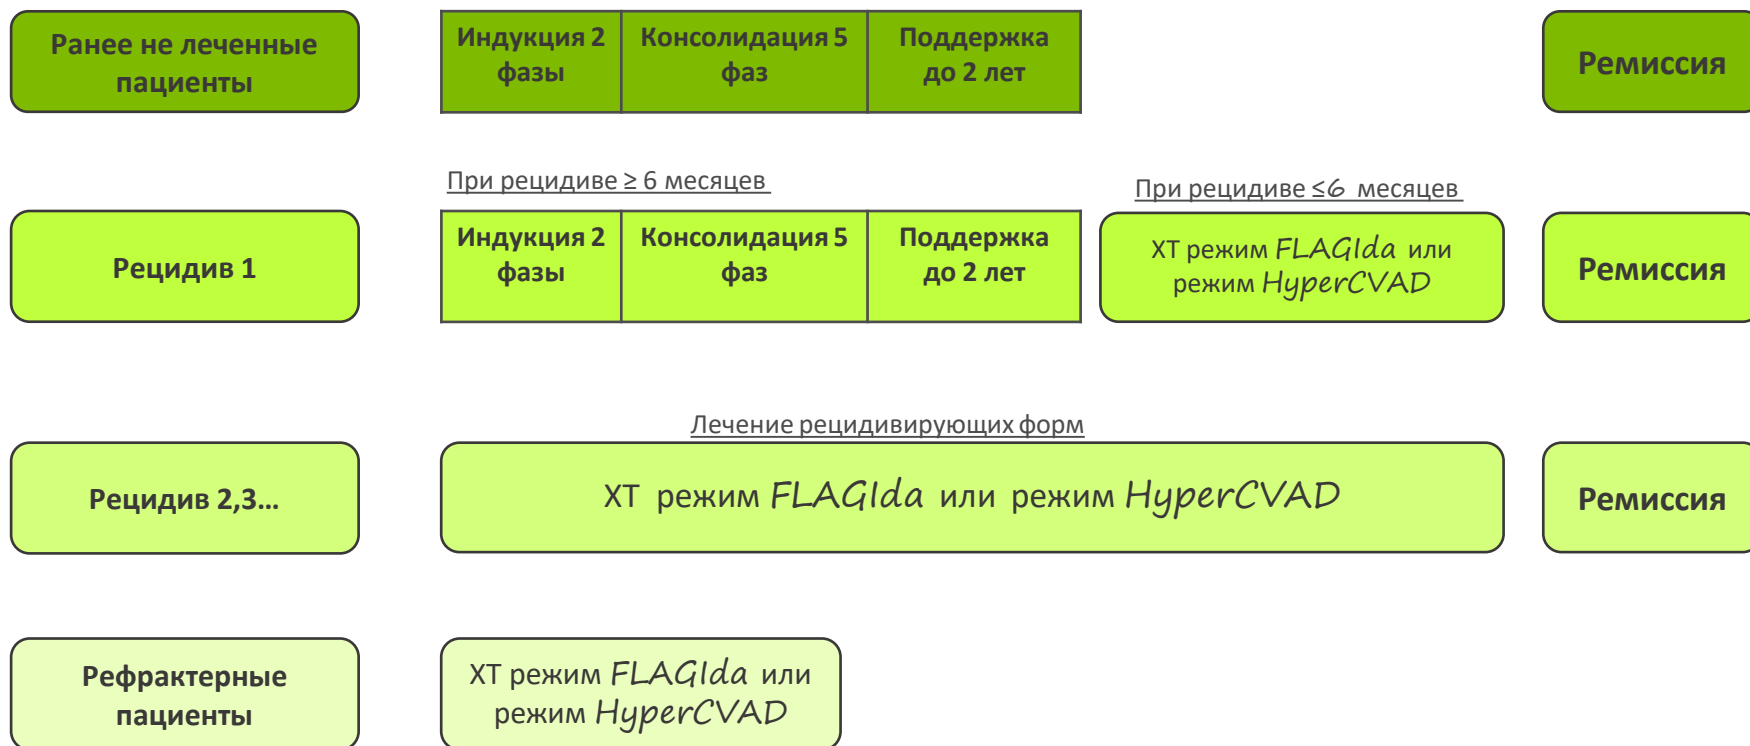 Ранее не леченные
пациенты
Индукция 2
фазы
Консолидация 5
фаз
Поддержка
до 2 лет
Ремиссия
При рецидиве ≥ 6 месяцев
При рецидиве ≤6 месяцев
Рецидив 1
Индукция 2
фазы
Консолидация 5
фаз
Поддержка
до 2 лет
ХТ режим FLAGIda или
режим HyperCVAD
Ремиссия
Лечение рецидивирующих форм
Рецидив 2,3...
ХТ режим FLAGIda или режим HyperCVAD
Ремиссия
Рефрактерные
пациенты
ХТ режим FLAGIda или
режим HyperCVAD